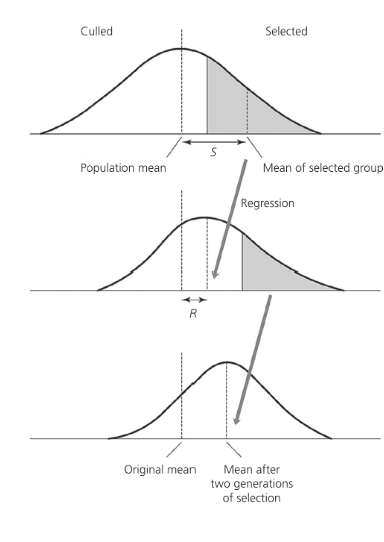 Culled
Selected
S
Population mean
Mean of selected group
Regression
R
Original mean
Mean after
two generations
of selection